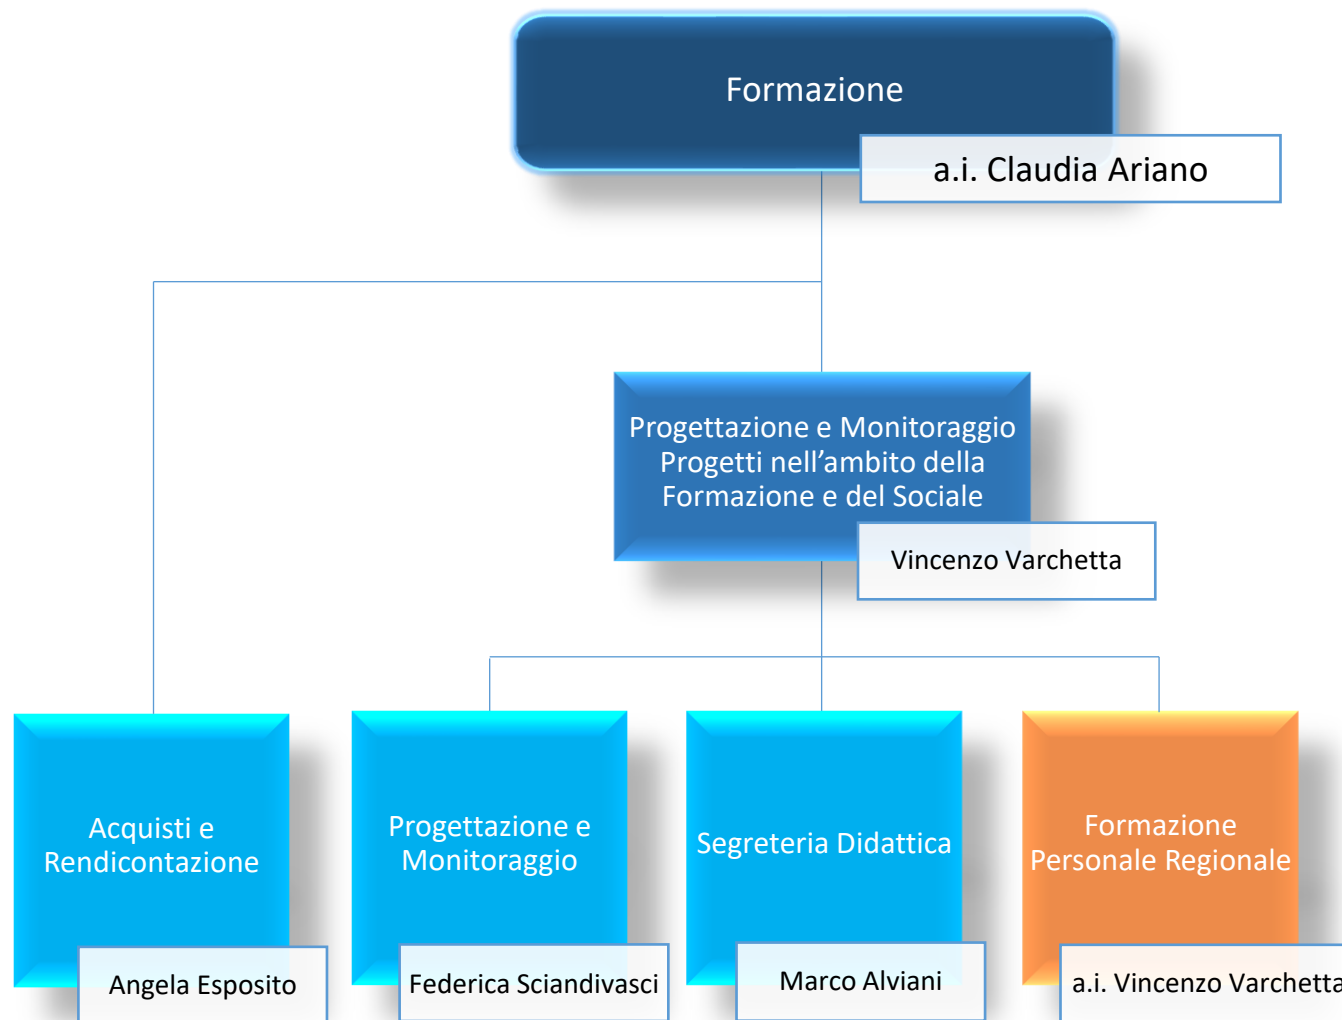 Formazione
a.i. Claudia Ariano
Progettazione e Monitoraggio
Progetti nell’ambito della
Formazione e del Sociale
Vincenzo Varchetta
Acquisti e
Rendicontazione
Angela Esposito
Progettazione e
Monitoraggio
Federica Sciandivasci
Segreteria Didattica
Marco Alviani
Formazione
Personale Regionale
a.i. Vincenzo Varchetta